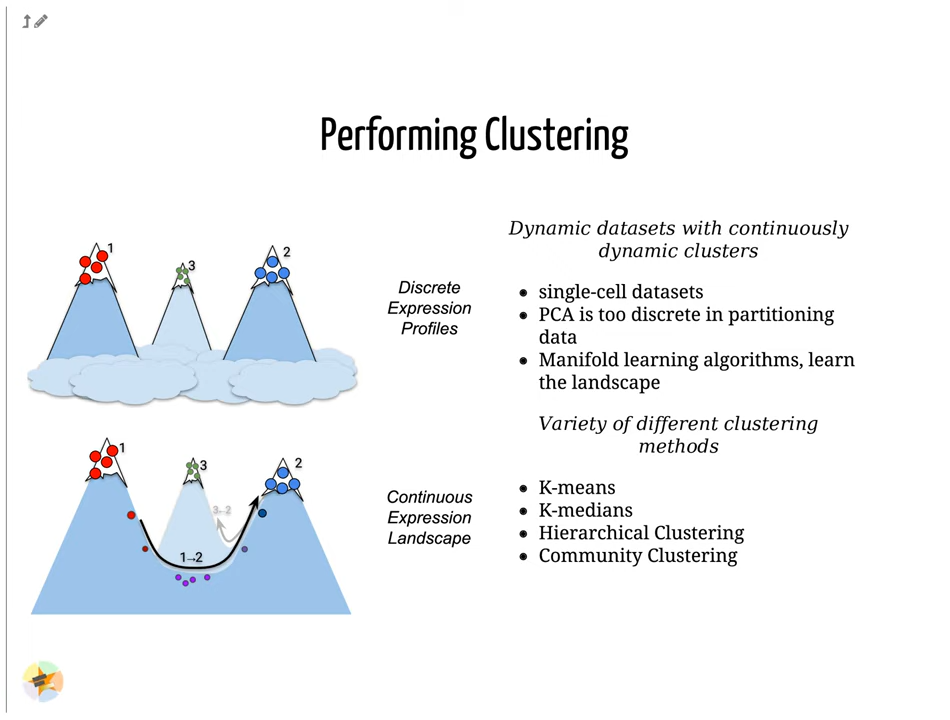 Performing Clustering
1
3
2
Discrete
Expression
Profiles
1
3
2
3←2
1→2
Continuous
Expression
Landscape
Dynamic datasets with continuously
dynamic clusters
single-cell datasets
PCA is too discrete in partitioning
data
Manifold learning algorithms, learn
the landscape
Variety of different clustering
methods
K-means
K-medians
Hierarchical Clustering
Community Clustering